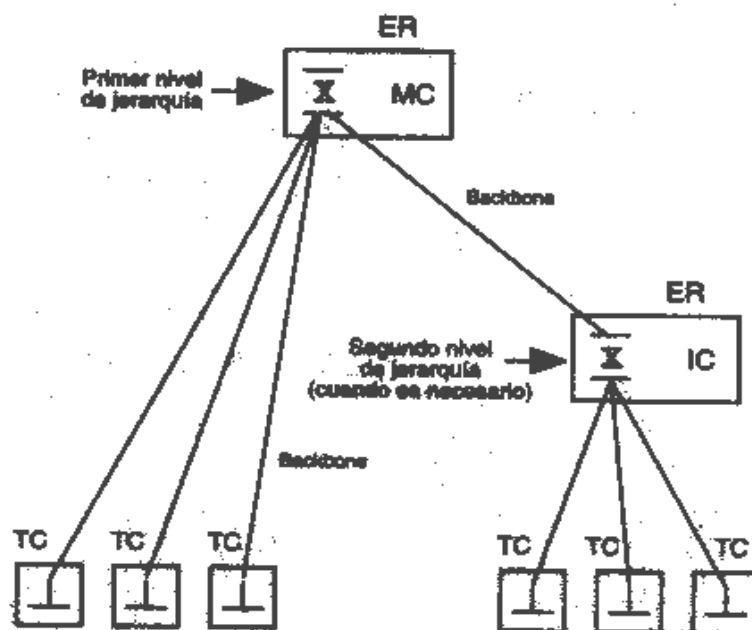 ER
Primer nivel
de jerarquía
X
MC
Backbone
ER
Segundo nivel
de jerarquía
(cuando es necesario)
X
IC
Backbone
TC
TC
TC
TC
TC
TC